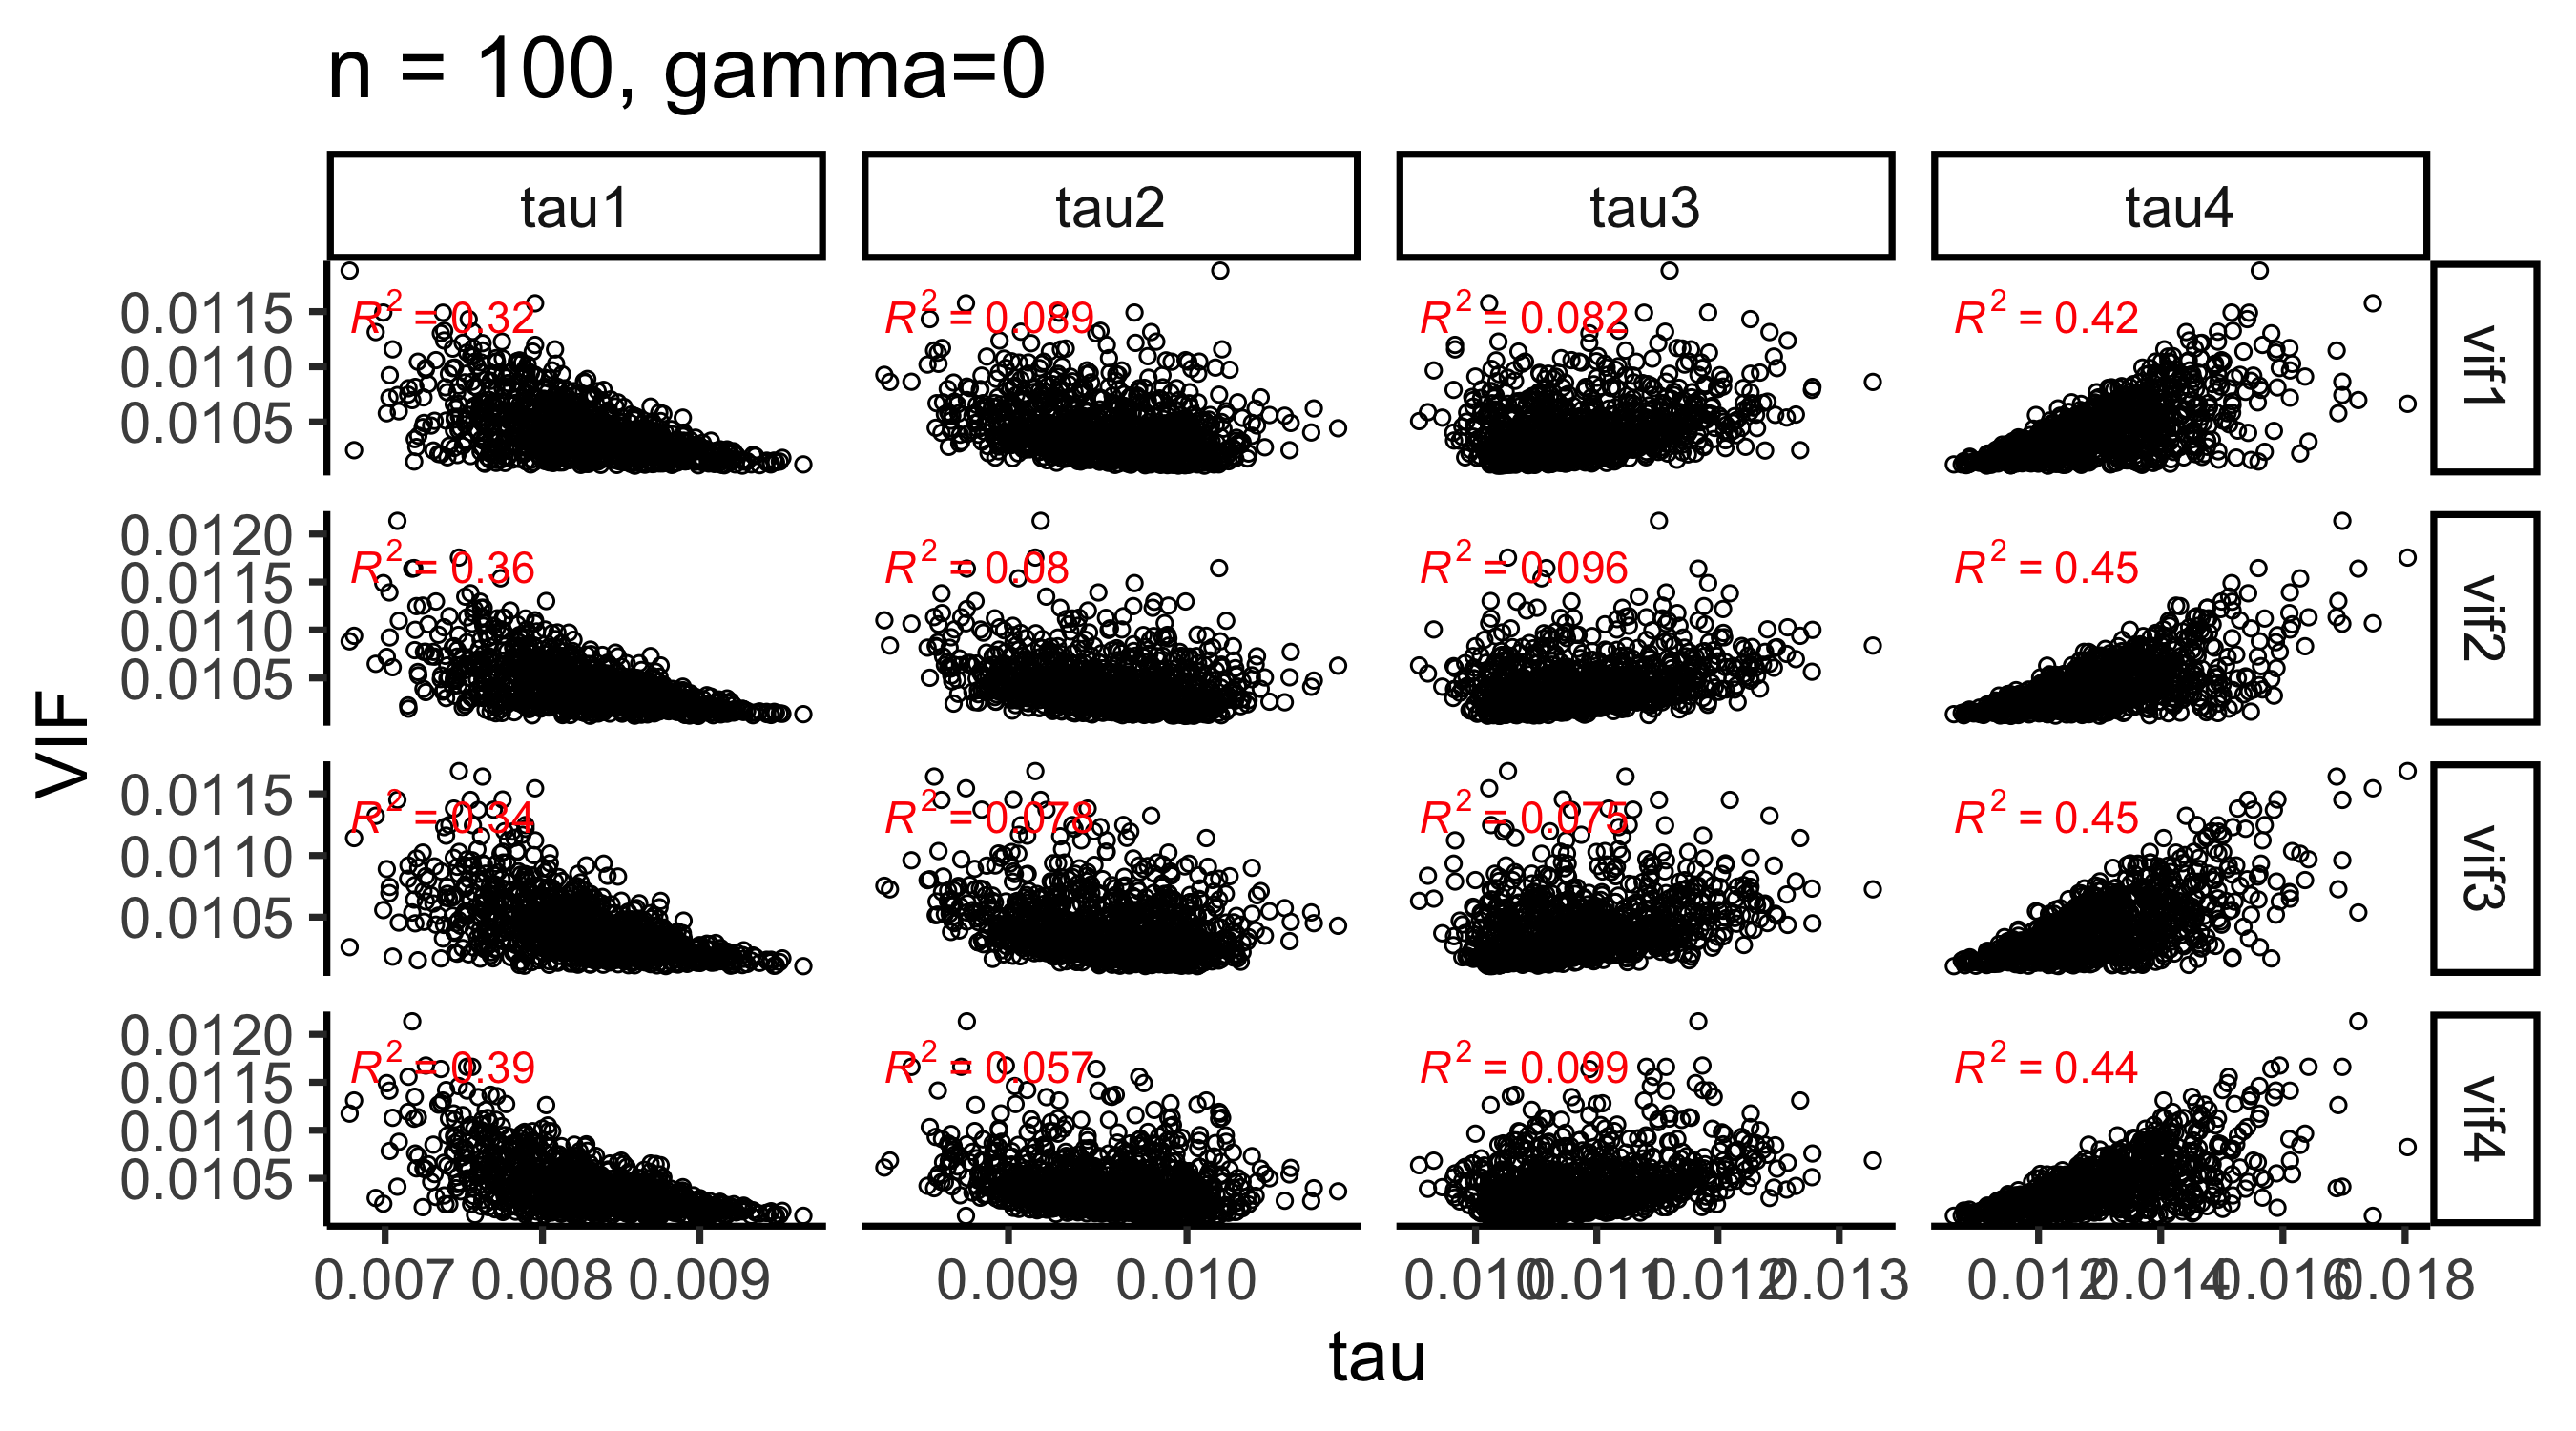 n = 100, gamma=0
tau1 tau2 tau3 tau4
0.0115
0.0110
0.0105
R² = 0.32 R² = 0.089 R² = 0.082 R² = 0.42
vif1
0.0120
0.0115
0.0110
0.0105
R² = 0.36 R² = 0.08 R² = 0.096 R² = 0.45
vif2
0.0115
0.0110
0.0105
R² = 0.34 R² = 0.078 R² = 0.075 R² = 0.45
vif3
0.0120
0.0115
0.0110
0.0105
R² = 0.39 R² = 0.057 R² = 0.099 R² = 0.44
vif4
VIF
0.007 0.008 0.009 0.009 0.010 0.010 0.011 0.012 0.013 0.012 0.014 0.016 0.018
tau